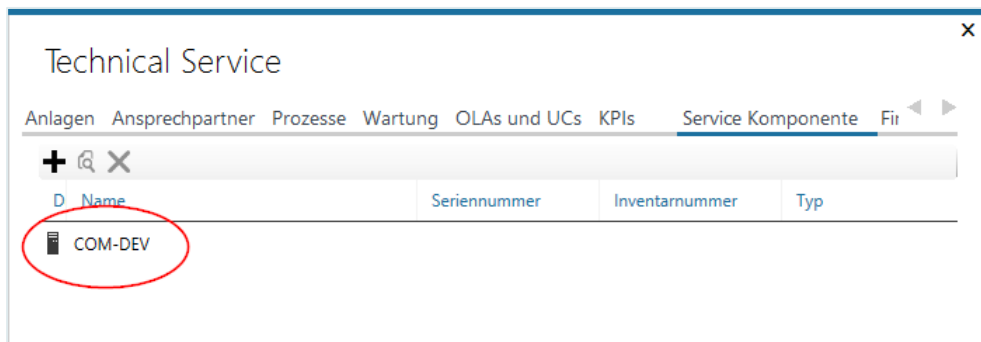 ×
Technical Service
Anlagen Ansprechpartner Prozesse Wartung OLAs und UCs KPIs Service Komponente
D Name Seriennummer Inventarnummer Typ
COM-DEV